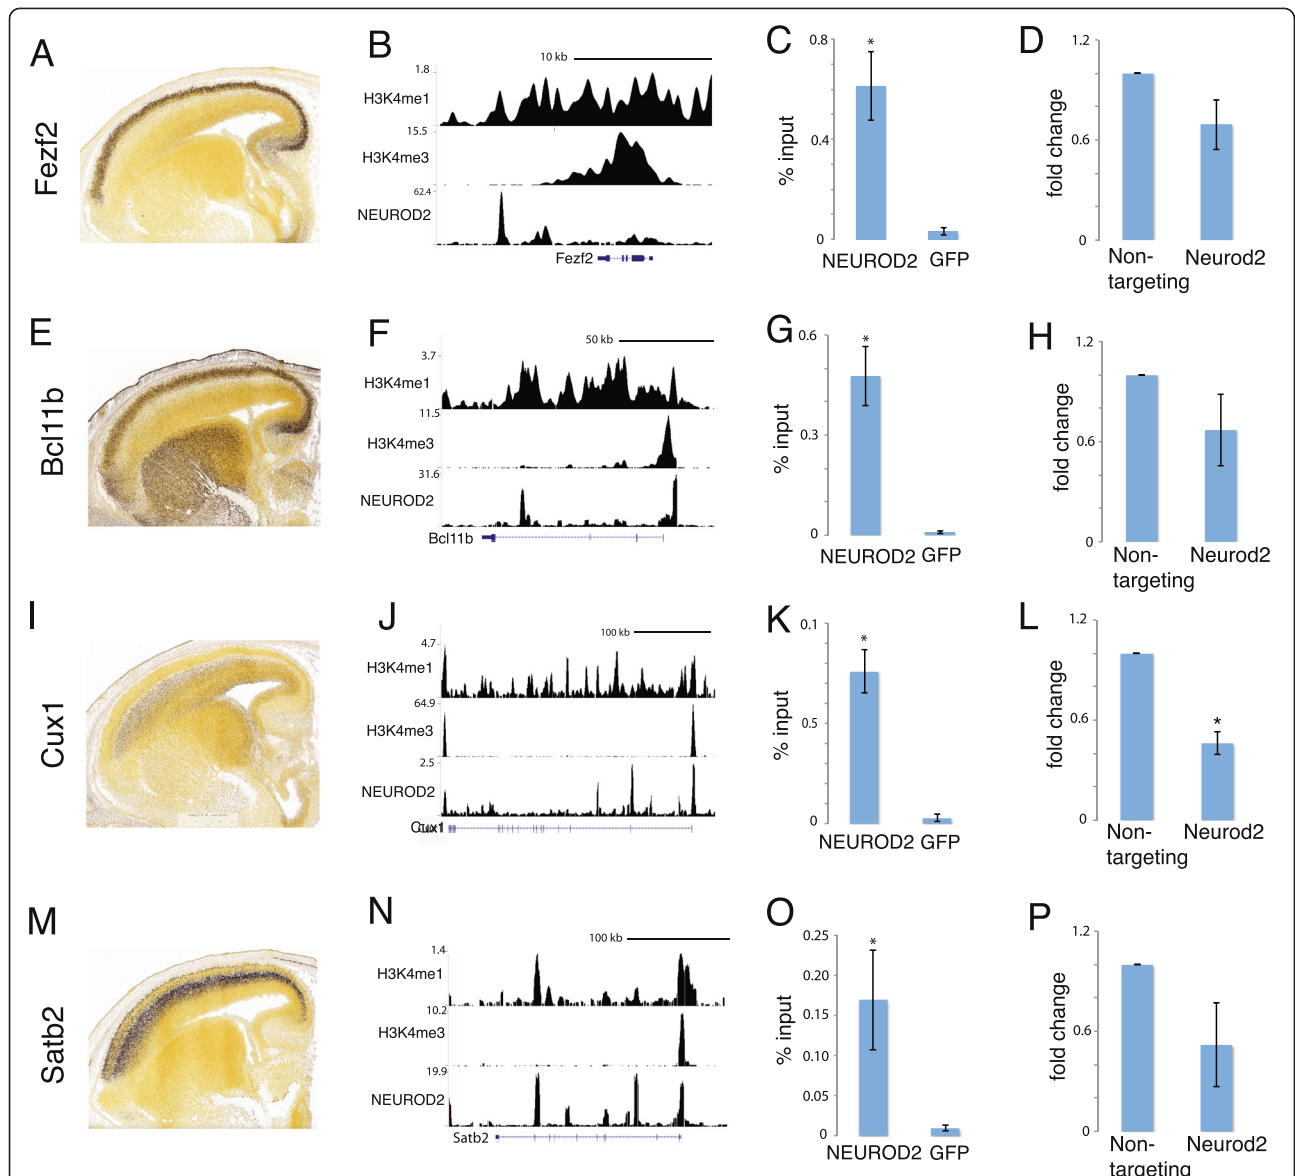 A
Fezf2
B
10 kb
1.8
H3K4me1
15.5
H3K4me3
62.4
NEUROD2
Fezf2
C
0.8
0.4
0
% input
*
NEUROD2 GFP
D
1.2
0.6
0
fold change
Non-
targeting
Neurod2
E
Bcl11b
F
50 kb
3.7
H3K4me1
11.5
H3K4me3
31.6
NEUROD2
Bcl11b
G
0.6
0.3
0
% input
*
NEUROD2 GFP
H
1.2
0.6
0
fold change
Non-
targeting
Neurod2
I
Cux1
J
100 kb
4.7
H3K4me1
64.9
H3K4me3
2.5
NEUROD2
Cux1
K
0.1
0.5
0
% input
*
NEUROD2 GFP
L
1.2
0.6
0
fold change
*
Non-
targeting
Neurod2
M
Satb2
N
100 kb
1.4
H3K4me1
10.2
H3K4me3
19.9
NEUROD2
Satb2
O
0.25
0.20
0.15
0.10
0.05
0
% input
*
NEUROD2 GFP
P
1.2
0.6
0
fold change
Non-
targeting
Neurod2